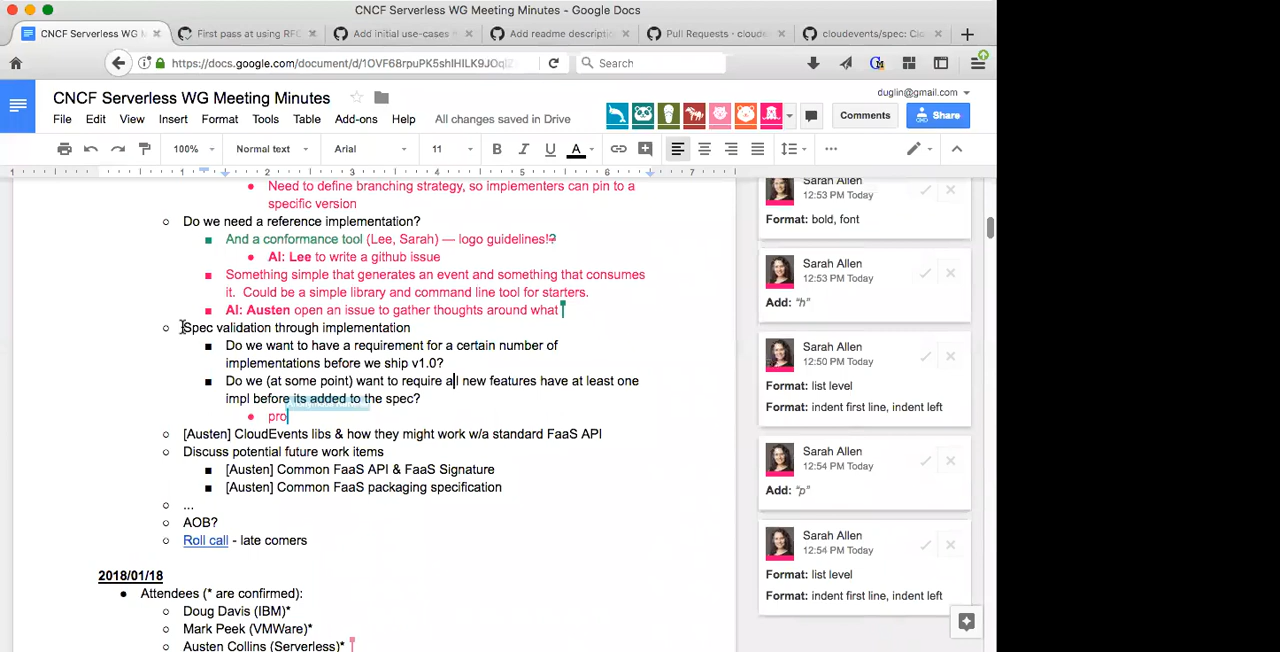 CNCF Serverless WG Meeting Minutes - Google Docs
CNCF Serverless WG M
First pass at using RFC
Add initial use-cases
Add readme description
Pull Requests · cloude
cloudevents/spec: Clo
https://docs.google.com/document/d/1OVF68rpuPK5shIHILK9JOql
Search
CNCF Serverless WG Meeting Minutes
duglin@gmail.com
File Edit View Insert Format Tools Table Add-ons Help All changes saved in Drive
Comments
Share
100% Normal text Arial 11 B I U A
1 1 2 3 4 5 6 7
Need to define branching strategy, so implementers can pin to a
specific version
Do we need a reference implementation?
And a conformance tool (Lee, Sarah) — logo guidelines!?
AI: Lee to write a github issue
Something simple that generates an event and something that consumes
it. Could be a simple library and command line tool for starters.
AI: Austen open an issue to gather thoughts around what
Spec validation through implementation
Do we want to have a requirement for a certain number of
implementations before we ship v1.0?
Do we (at some point) want to require all new features have at least one
impl before its added to the spec?
pro
[Austen] CloudEvents libs & how they might work w/a standard FaaS API
Discuss potential future work items
[Austen] Common FaaS API & FaaS Signature
[Austen] Common FaaS packaging specification
...
AOB?
Roll call - late comers
2018/01/18
Attendees (* are confirmed):
Doug Davis (IBM)*
Mark Peek (VMWare)*
Austen Collins (Serverless)*
Sarah Allen
12:53 PM Today
Format: bold, font
Sarah Allen
12:53 PM Today
Add: “h”
Sarah Allen
12:50 PM Today
Format: list level
Format: indent first line, indent left
Sarah Allen
12:54 PM Today
Add: “p”
Sarah Allen
12:54 PM Today
Format: list level
Format: indent first line, indent left